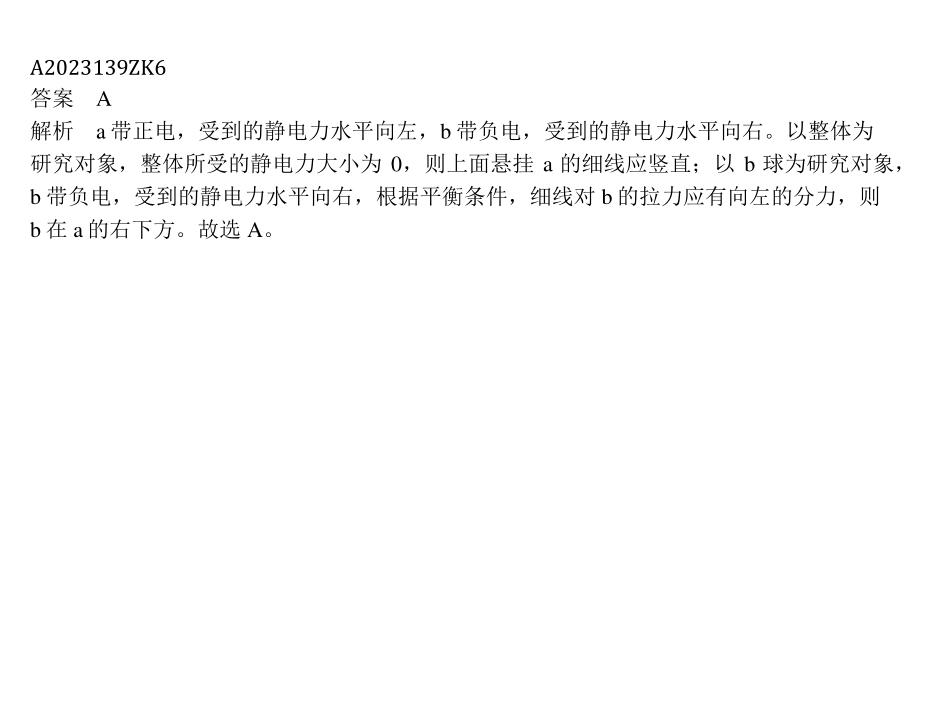 A2023139ZK6
答案　A
解析　a带正电，受到的静电力水平向左，b带负电，受到的静电力水平向右。以整体为
研究对象，整体所受的静电力大小为 0，则上面悬挂 a 的细线应竖直；以 b 球为研究对象，
b带负电，受到的静电力水平向右，根据平衡条件，细线对 b 的拉力应有向左的分力，则
b在 a的右下方。故选 A。